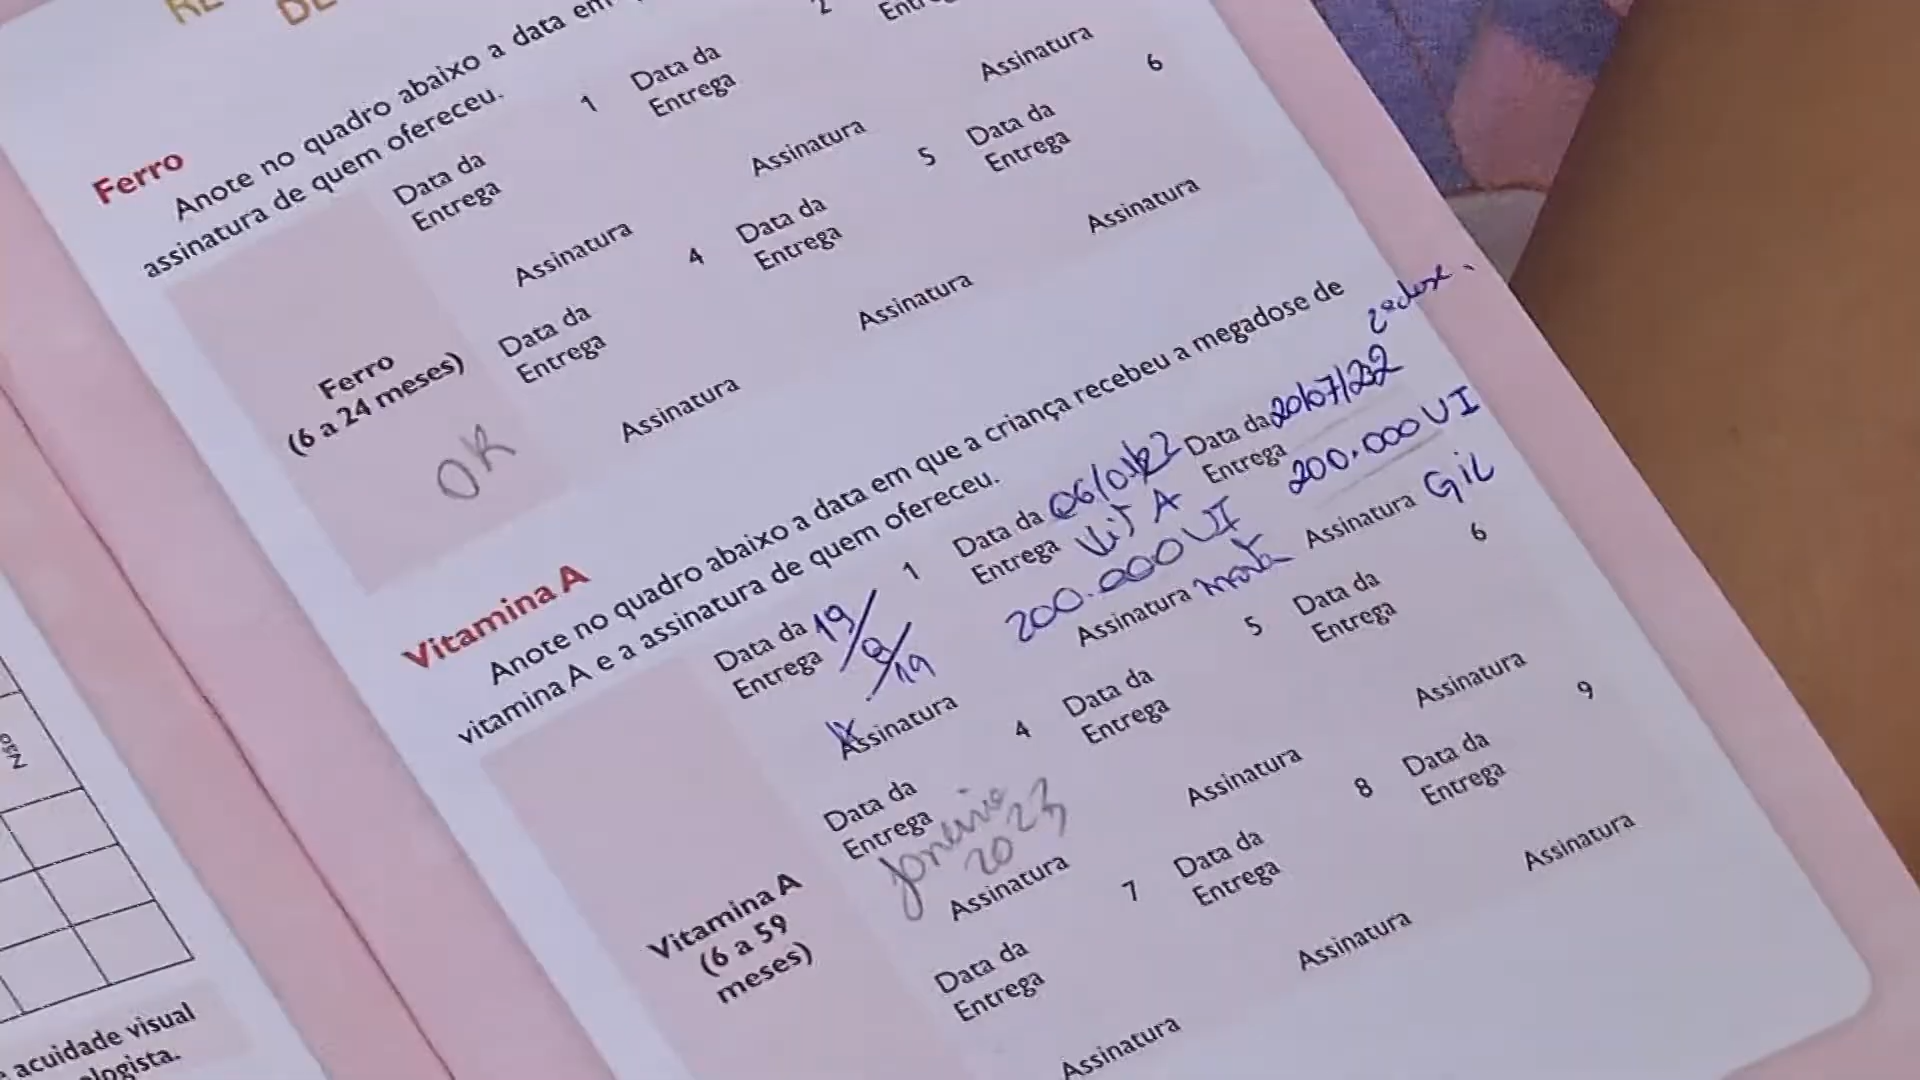 Ferro
Anote no quadro abaixo a data em
assinatura de quem ofereceu.
Ferro
(6 a 24 meses)
OK
Data da
Entrega
1
Data da
Entrega
2
Assinatura
Assinatura
Assinatura
Data da
Entrega
4
Data da
Entrega
5
Data da
Entrega
6
Assinatura
Assinatura
Assinatura
Vitamina A
Anote no quadro abaixo a data em que a criança recebeu a megadose de
vitamina A e a assinatura de quem ofereceu.
Vitamina A
(6 a 59
meses)
Data da 19/
Entrega
/19
1
Data da 06/01/22
Entrega Vit A
200.000 UI
Data da 20/07/22
Entrega 200.000 UI
Assinatura
Assinatura
Assinatura Gil
Data da
Entrega
4
Data da
Entrega
5
Data da
Entrega
6
Janeiro
2023
Assinatura
Assinatura
Assinatura
Data da
Entrega
7
Data da
Entrega
8
Data da
Entrega
9
Assinatura
Assinatura
Assinatura
acuidade visual
ologista.